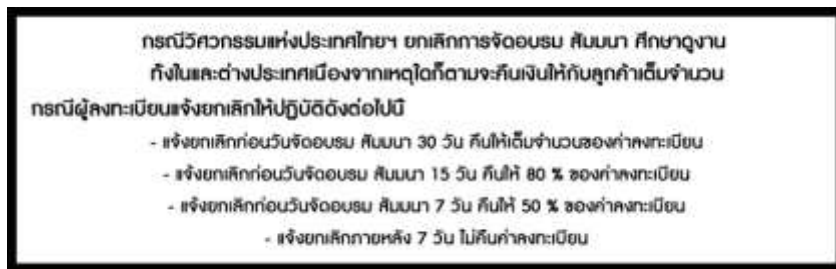 กรณีวิศวกรรมแห่งประเทศไทยฯ ยกเลิกการจัดอบรม สัมมนา ศึกษาดูงาน
ทั้งในและต่างประเทศเนื่องจากเหตุใดก็ตามจะคืนเงินให้กับลูกค้าเต็มจำนวน
กรณีผู้ลงทะเบียนแจ้งยกเลิกให้ปฏิบัติดังต่อไปนี้
- แจ้งยกเลิกก่อนวันจัดอบรม สัมมนา 30 วัน คืนให้เต็มจำนวนของค่าลงทะเบียน
- แจ้งยกเลิกก่อนวันจัดอบรม สัมมนา 15 วัน คืนให้ 80 % ของค่าลงทะเบียน
- แจ้งยกเลิกก่อนวันจัดอบรม สัมมนา 7 วัน คืนให้ 50 % ของค่าลงทะเบียน
- แจ้งยกเลิกภายหลัง 7 วัน ไม่คืนค่าลงทะเบียน